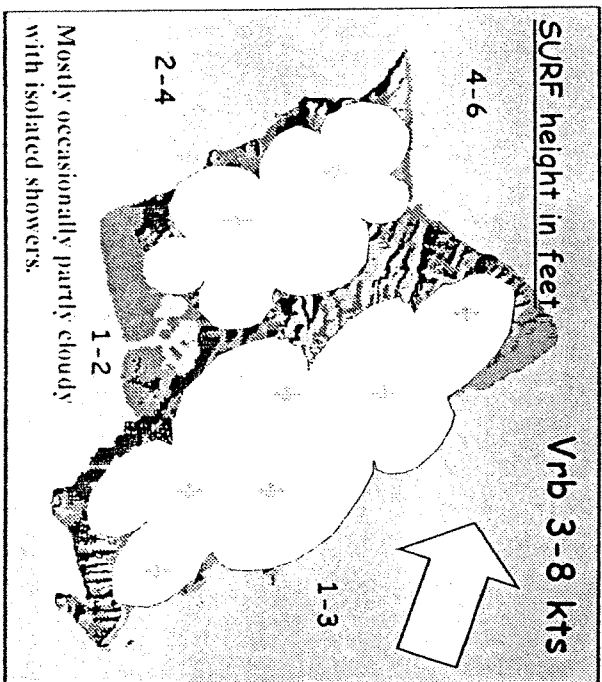 SURF height in feet
Vrb 3-8 kts
4-6
2-4
1-3
1-2
Mostly occasionally partly cloudy
with isolated showers.